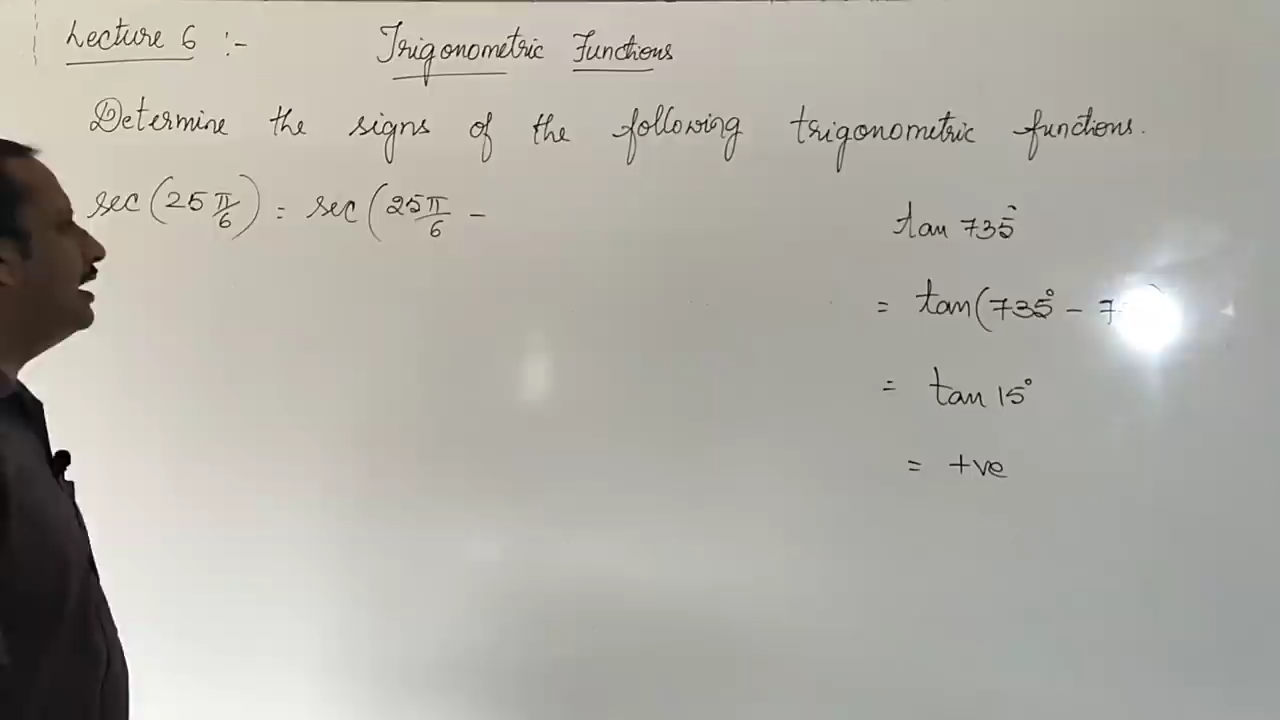 Lecture 6 :-
Trigonometric Functions
Determine the signs of the following trigonometric functions.
sec(25 π/6) = sec(25π/6 -
tan 735°
= tan(735° - 7
= tan 15°
= +ve